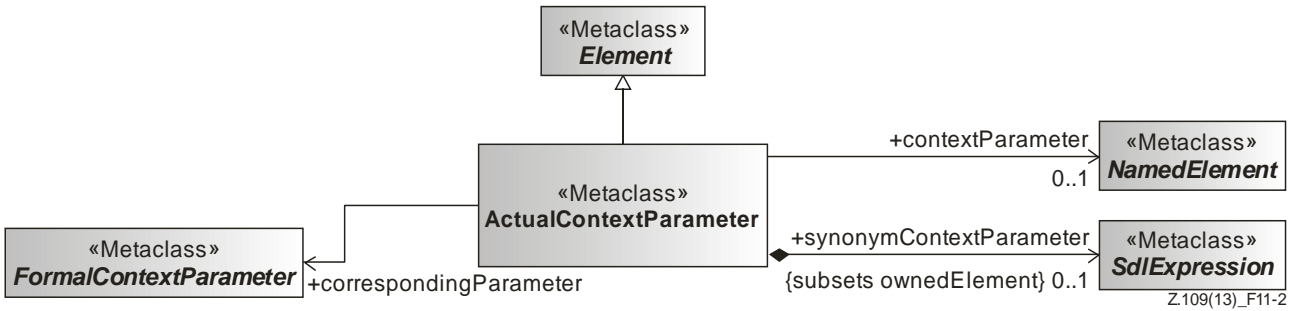 «Metaclass»
Element
+contextParameter
0..1
«Metaclass»
NamedElement
«Metaclass»
ActualContextParameter
+synonymContextParameter
{subsets ownedElement} 0..1
«Metaclass»
SdlExpression
«Metaclass»
FormalContextParameter
+correspondingParameter
Z.109(13)_F11-2